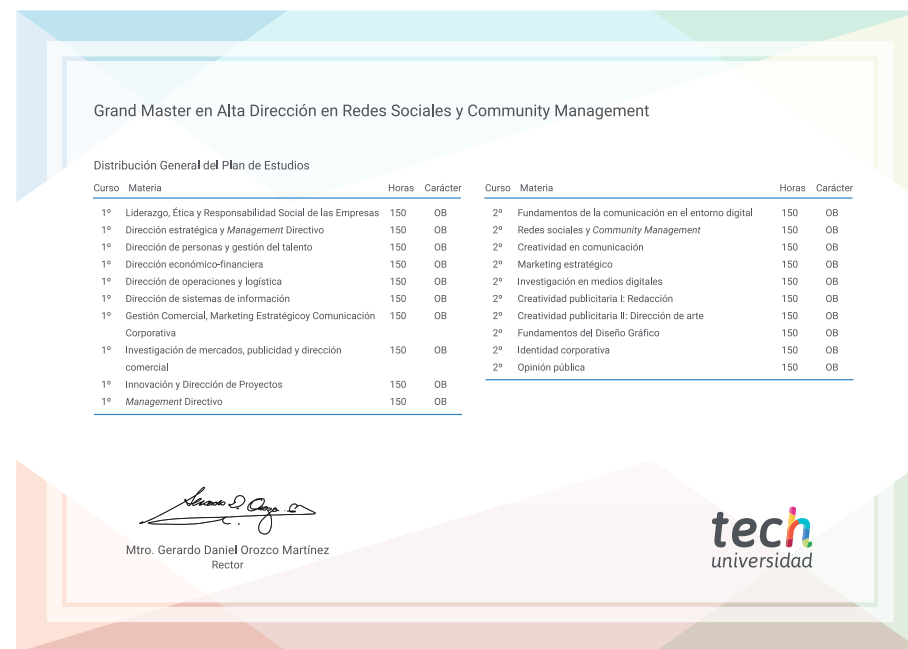 Grand Master en Alta Dirección en Redes Sociales y Community Management
Distribución General del Plan de Estudios
Curso Materia Horas Carácter
1º Liderazgo, Ética y Responsabilidad Social de las Empresas 150 OB
1º Dirección estratégica y Management Directivo 150 OB
1º Dirección de personas y gestión del talento 150 OB
1º Dirección económico-financiera 150 OB
1º Dirección de operaciones y logística 150 OB
1º Dirección de sistemas de información 150 OB
1º Gestión Comercial, Marketing Estratégicoy Comunicación 150 OB
Corporativa
1º Investigación de mercados, publicidad y dirección 150 OB
comercial
1º Innovación y Dirección de Proyectos 150 OB
1º Management Directivo 150 OB
Curso Materia Horas Carácter
2º Fundamentos de la comunicación en el entorno digital 150 OB
2º Redes sociales y Community Management 150 OB
2º Creatividad en comunicación 150 OB
2º Marketing estratégico 150 OB
2º Investigación en medios digitales 150 OB
2º Creatividad publicitaria I: Redacción 150 OB
2º Creatividad publicitaria II: Dirección de arte 150 OB
2º Fundamentos del Diseño Gráfico 150 OB
2º Identidad corporativa 150 OB
2º Opinión pública 150 OB
Mtro. Gerardo Daniel Orozco Martínez
Rector
tech
universidad